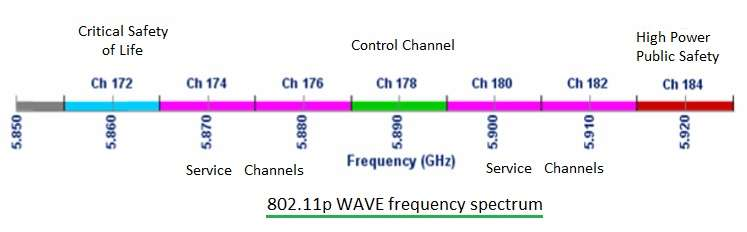 Critical Safety
of Life
Control Channel
High Power
Public Safety
Ch 172
Ch 174
Ch 176
Ch 178
Ch 180
Ch 182
Ch 184
5.850
5.860
5.870
5.880
5.890
5.900
5.910
5.920
Service Channels
Frequency (GHz)
Service Channels
802.11p WAVE frequency spectrum